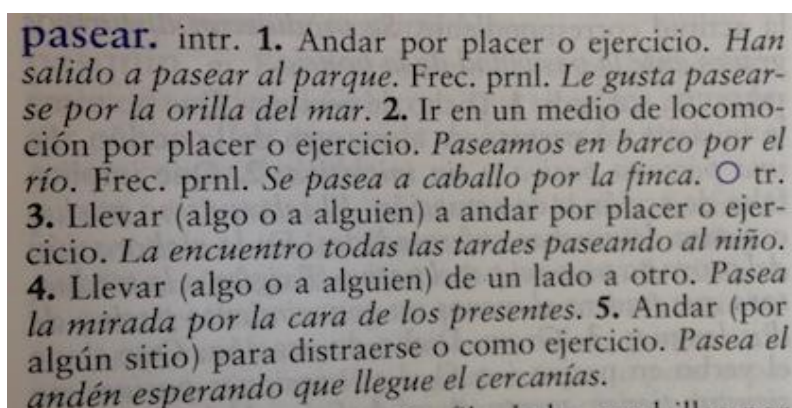 pasear. intr. 1. Andar por placer o ejercicio. Han
salido a pasear al parque. Frec. prnl. Le gusta pasear-
se por la orilla del mar. 2. Ir en un medio de locomo-
ción por placer o ejercicio. Paseamos en barco por el
río. Frec. prnl. Se pasea a caballo por la finca. O tr.
3. Llevar (algo o a alguien) a andar por placer o ejer-
cicio. La encuentro todas las tardes paseando al niño.
4. Llevar (algo o a alguien) de un lado a otro. Pasea
la mirada por la cara de los presentes. 5. Andar (por
algún sitio) para distraerse o como ejercicio. Pasea el
andén esperando que llegue el cercanías.